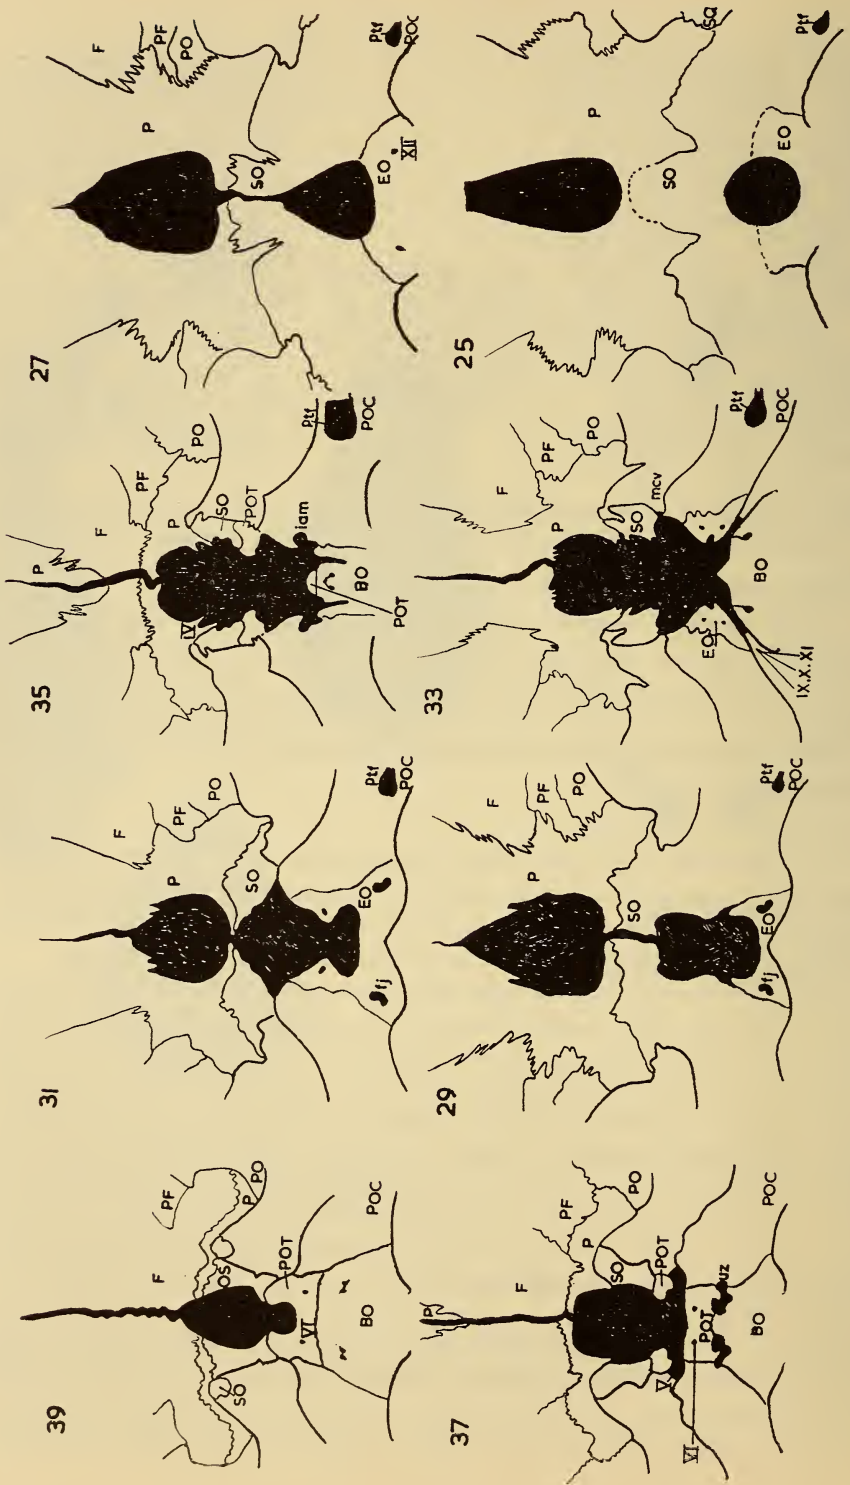 39
PF
F
P
PO
OS
SO
POT
VI
POC
BO
31
F
PF
PO
P
SO
EO
fj
Ptf
POC
35
P
F
PF
PO
P
IV
SO
POT
iam
Ptf
POC
BO
POT
27
F
PF
PO
P
SO
EO
XII
Ptf
POC
37
P
F
PF
PO
P
SO
POT
V
VI
POT
uz
BO
POC
29
F
PF
PO
P
SO
EO
fj
Ptf
POC
33
F
PF
PO
P
SO
mcv
EO
Ptf
POC
BO
IX.X.XI
25
P
SO
sq
EO
Ptf